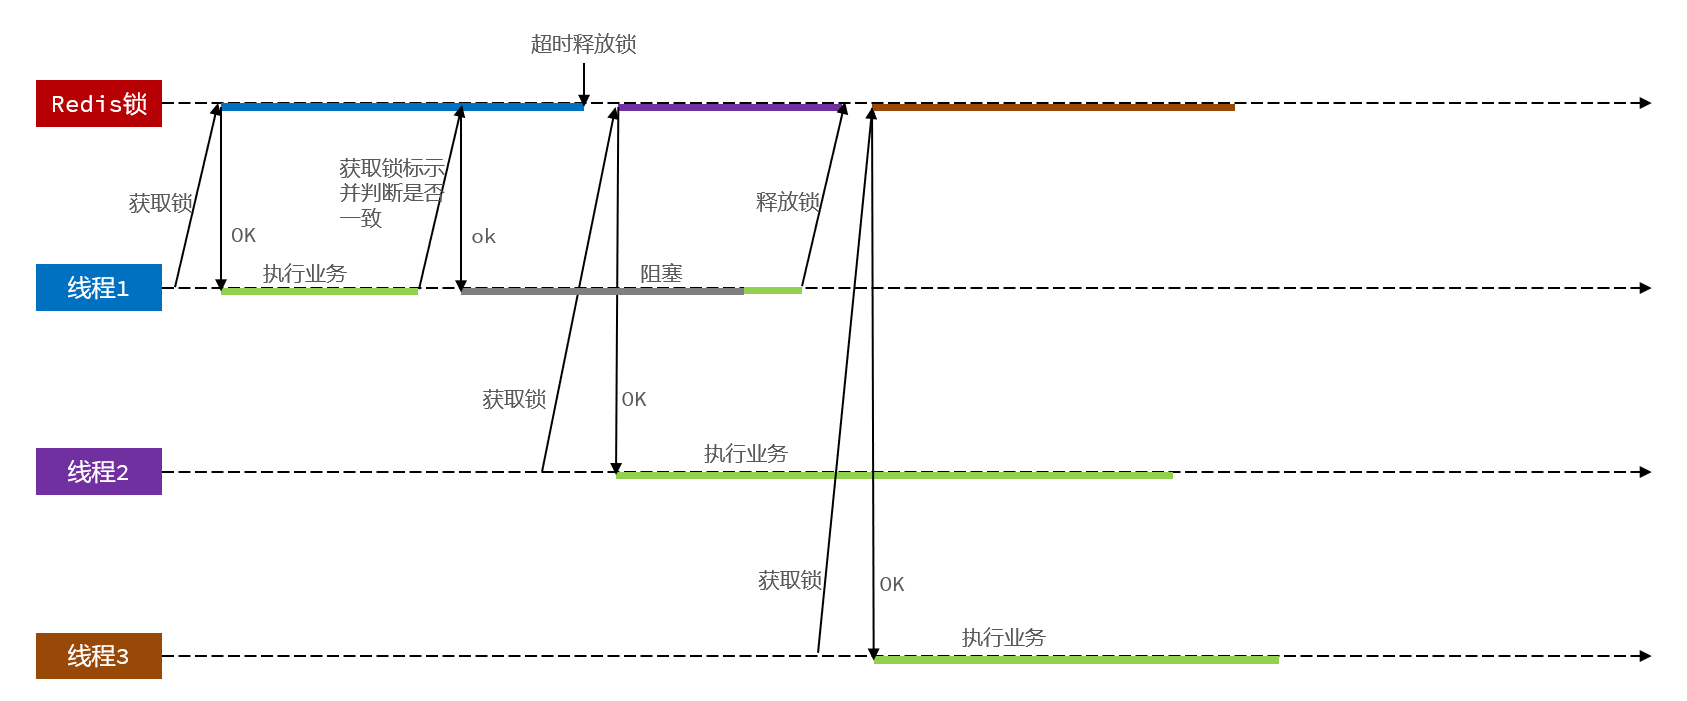 超时释放锁
Redis锁
获取锁标示
并判断是否
一致
获取锁
释放锁
OK
ok
执行业务
阻塞
线程1
获取锁
OK
执行业务
线程2
获取锁
OK
执行业务
线程3